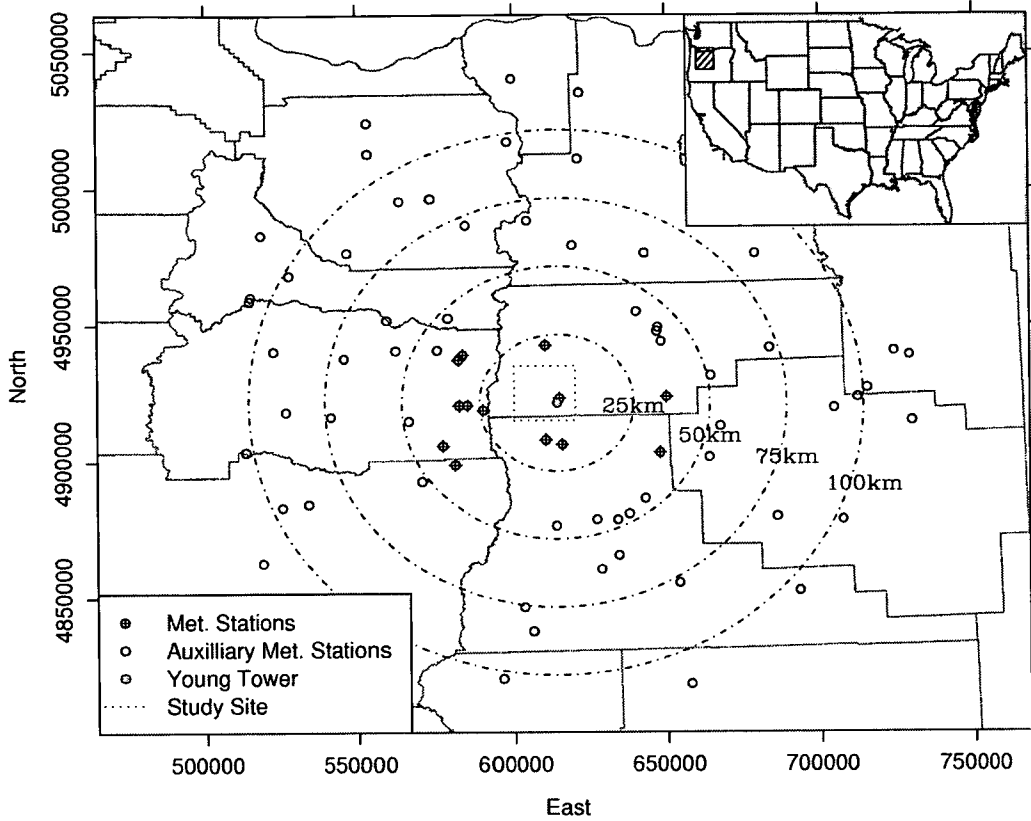 5050000
5000000
4950000
4900000
4850000
North
25km
50km
75km
100km
Met. Stations
Auxilliary Met. Stations
Young Tower
Study Site
500000
550000
600000
650000
700000
750000
East